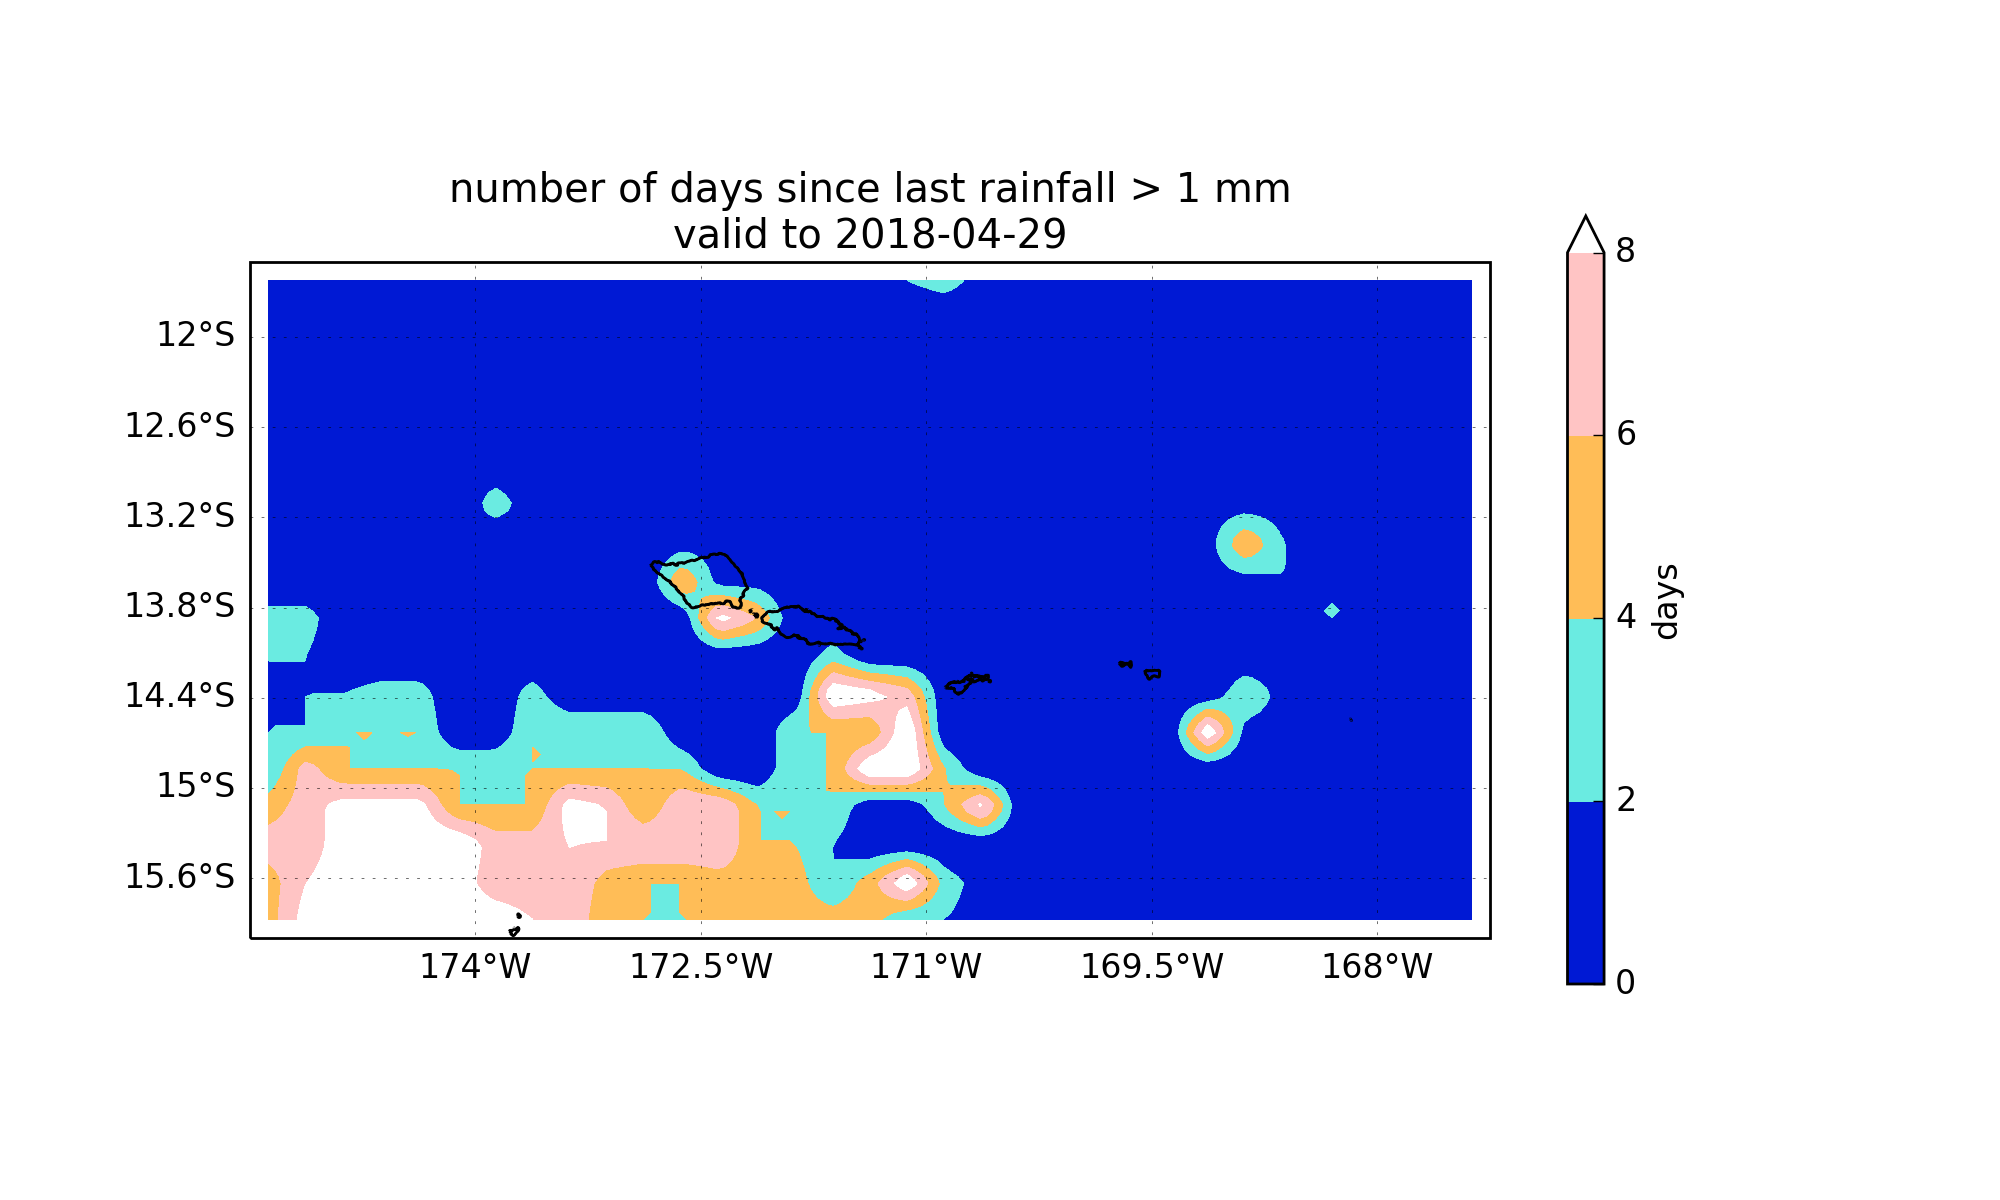 number of days since last rainfall > 1 mm
valid to 2018-04-29
12°S
12.6°S
13.2°S
13.8°S
14.4°S
15°S
15.6°S
174°W
172.5°W
171°W
169.5°W
168°W
8
6
4
2
0
days